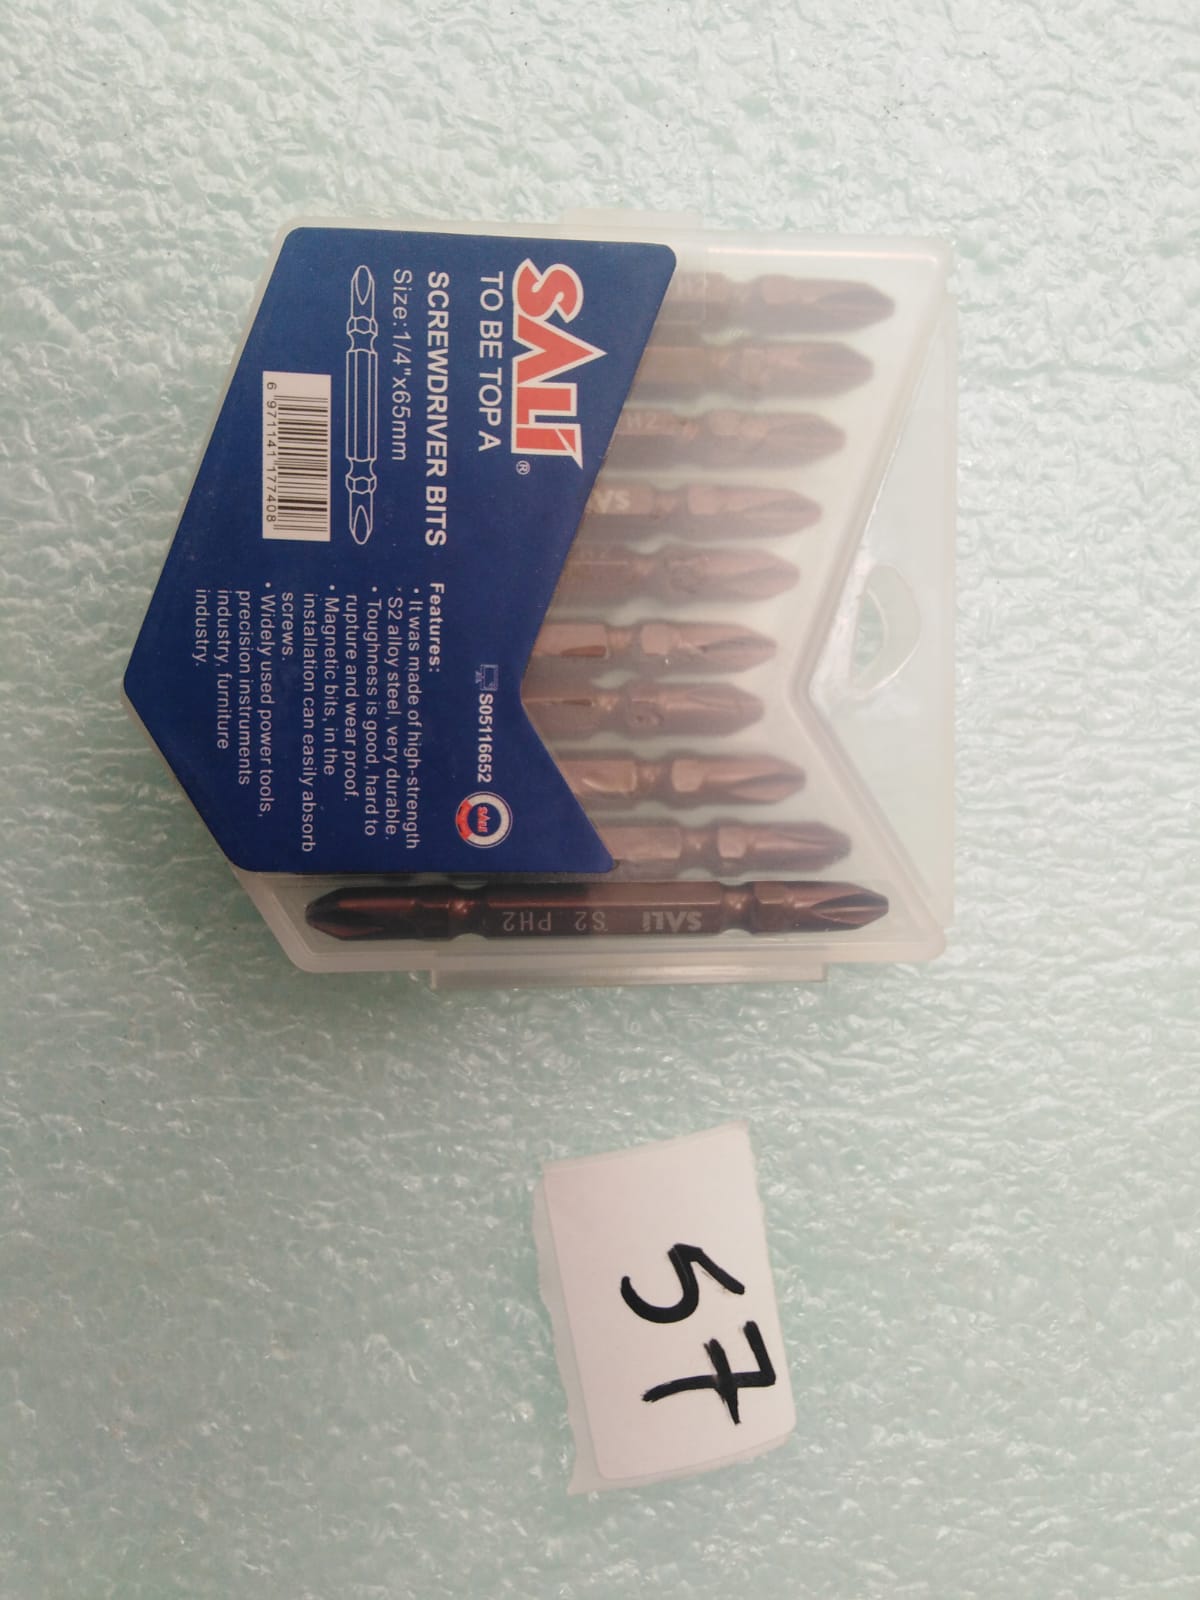 SALI®
TO BE TOP A
SCREWDRIVER BITS
Size:1/4"x65mm
6 971141 177408
S05116652
Features:
• It was made of high-strength
S2 alloy steel, very durable.
• Toughness is good, hard to
rupture and wear proof.
• Magnetic bits, in the
installation can easily absorb
screws.
• Widely used power tools,
precision instruments
industry, furniture
industry.
H2
SA
SALI S2 PH2
57